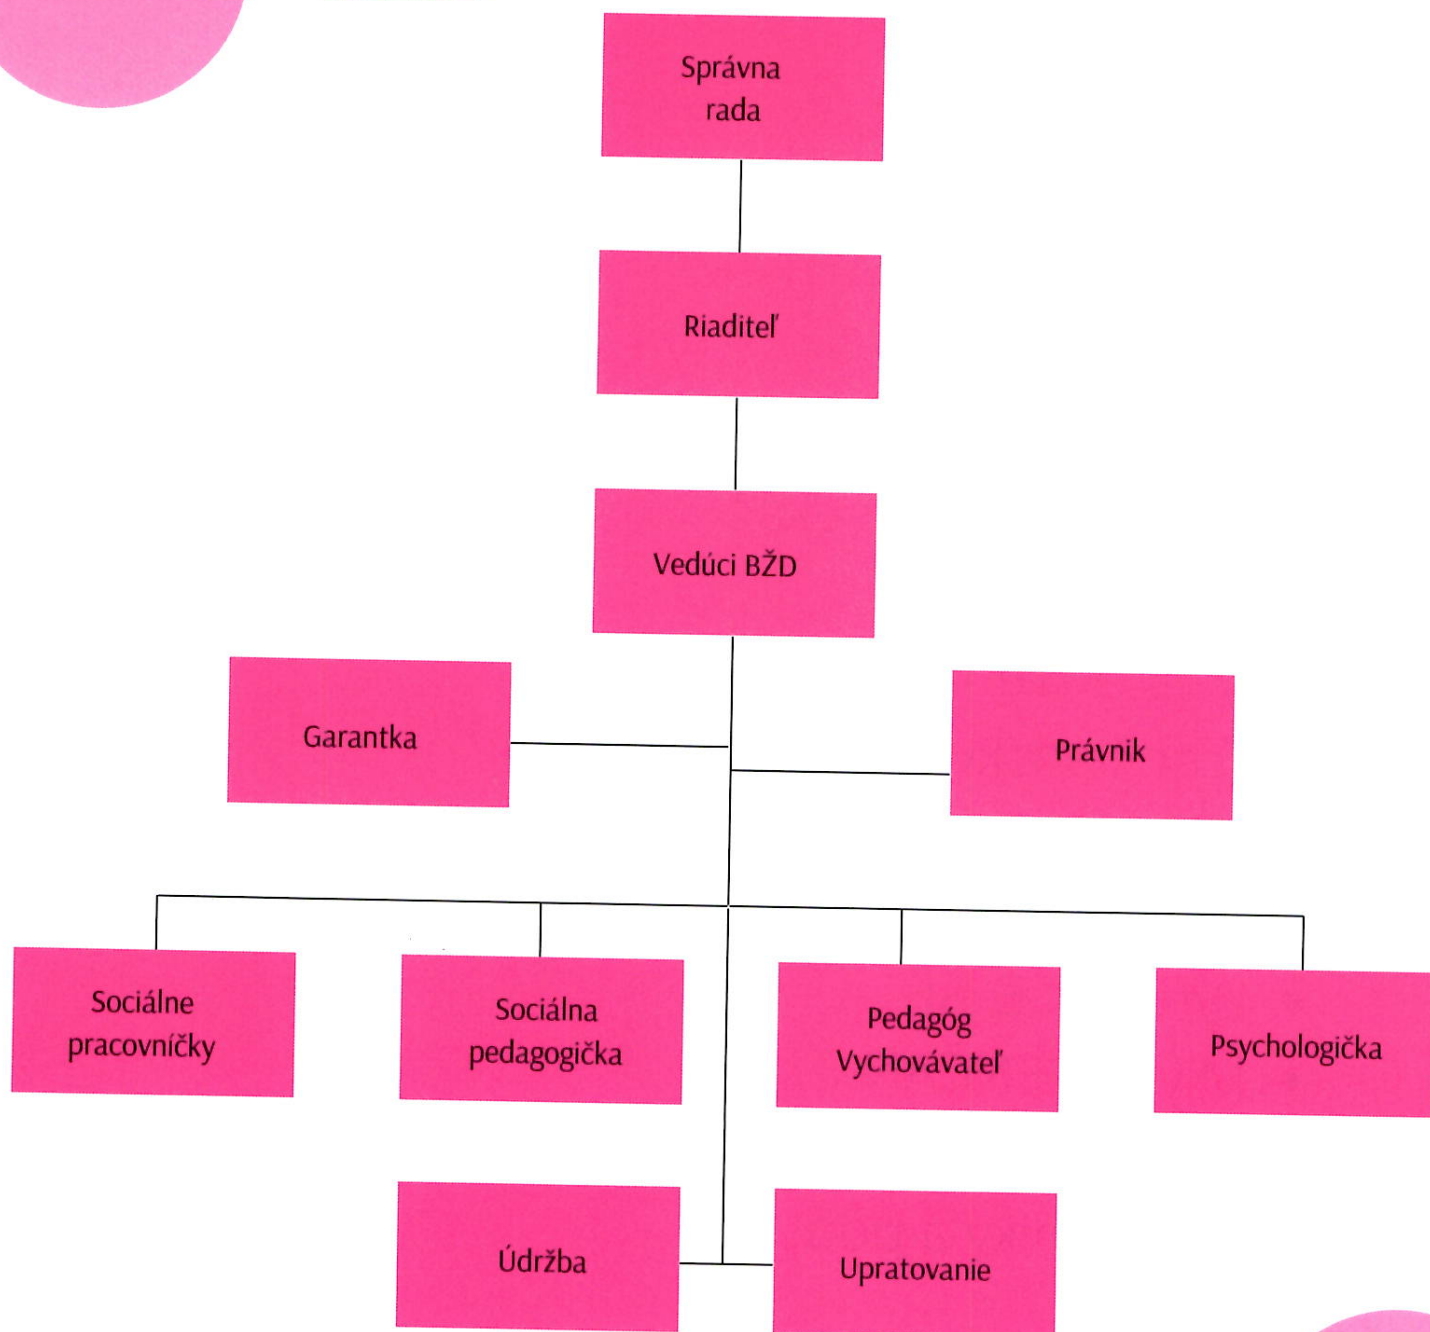 Správna
rada
Riaditeľ
Vedúci BŽD
Garantka
Právnik
Sociálne
pracovníčky
Sociálna
pedagogička
Pedagóg
Vychovávateľ
Psychologička
Údržba
Upratovanie